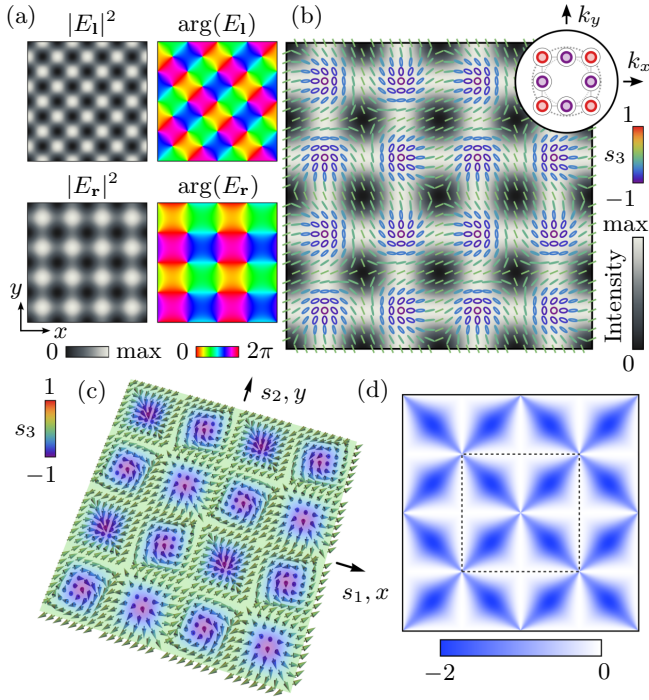 (a)
|E_l|²
arg(E_l)
|E_r|²
arg(E_r)
y
x
0
max
0
2π
(b)
k_y
k_x
1
s_3
−1
max
Intensity
0
(c)
1
s_3
−1
s_2, y
s_1, x
(d)
−2
0